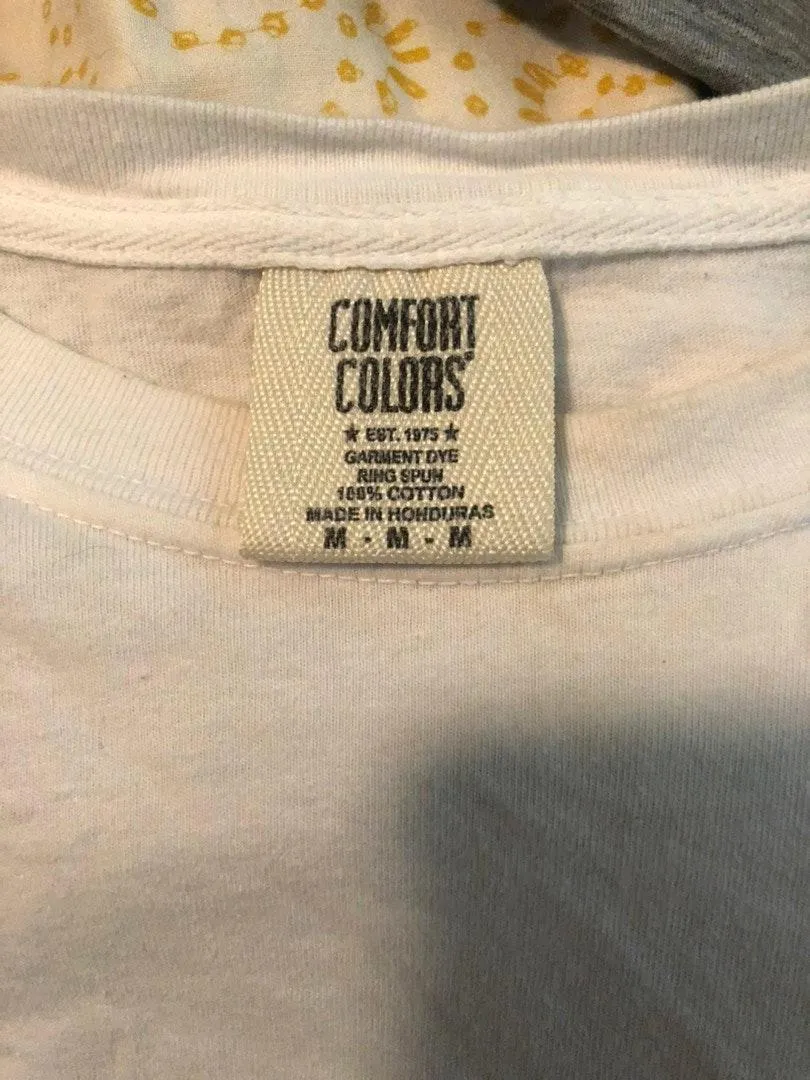 COMFORT
COLORS®
★ EST. 1975 ★
GARMENT DYE
RING SPUN
100% COTTON
MADE IN HONDURAS
M - M - M